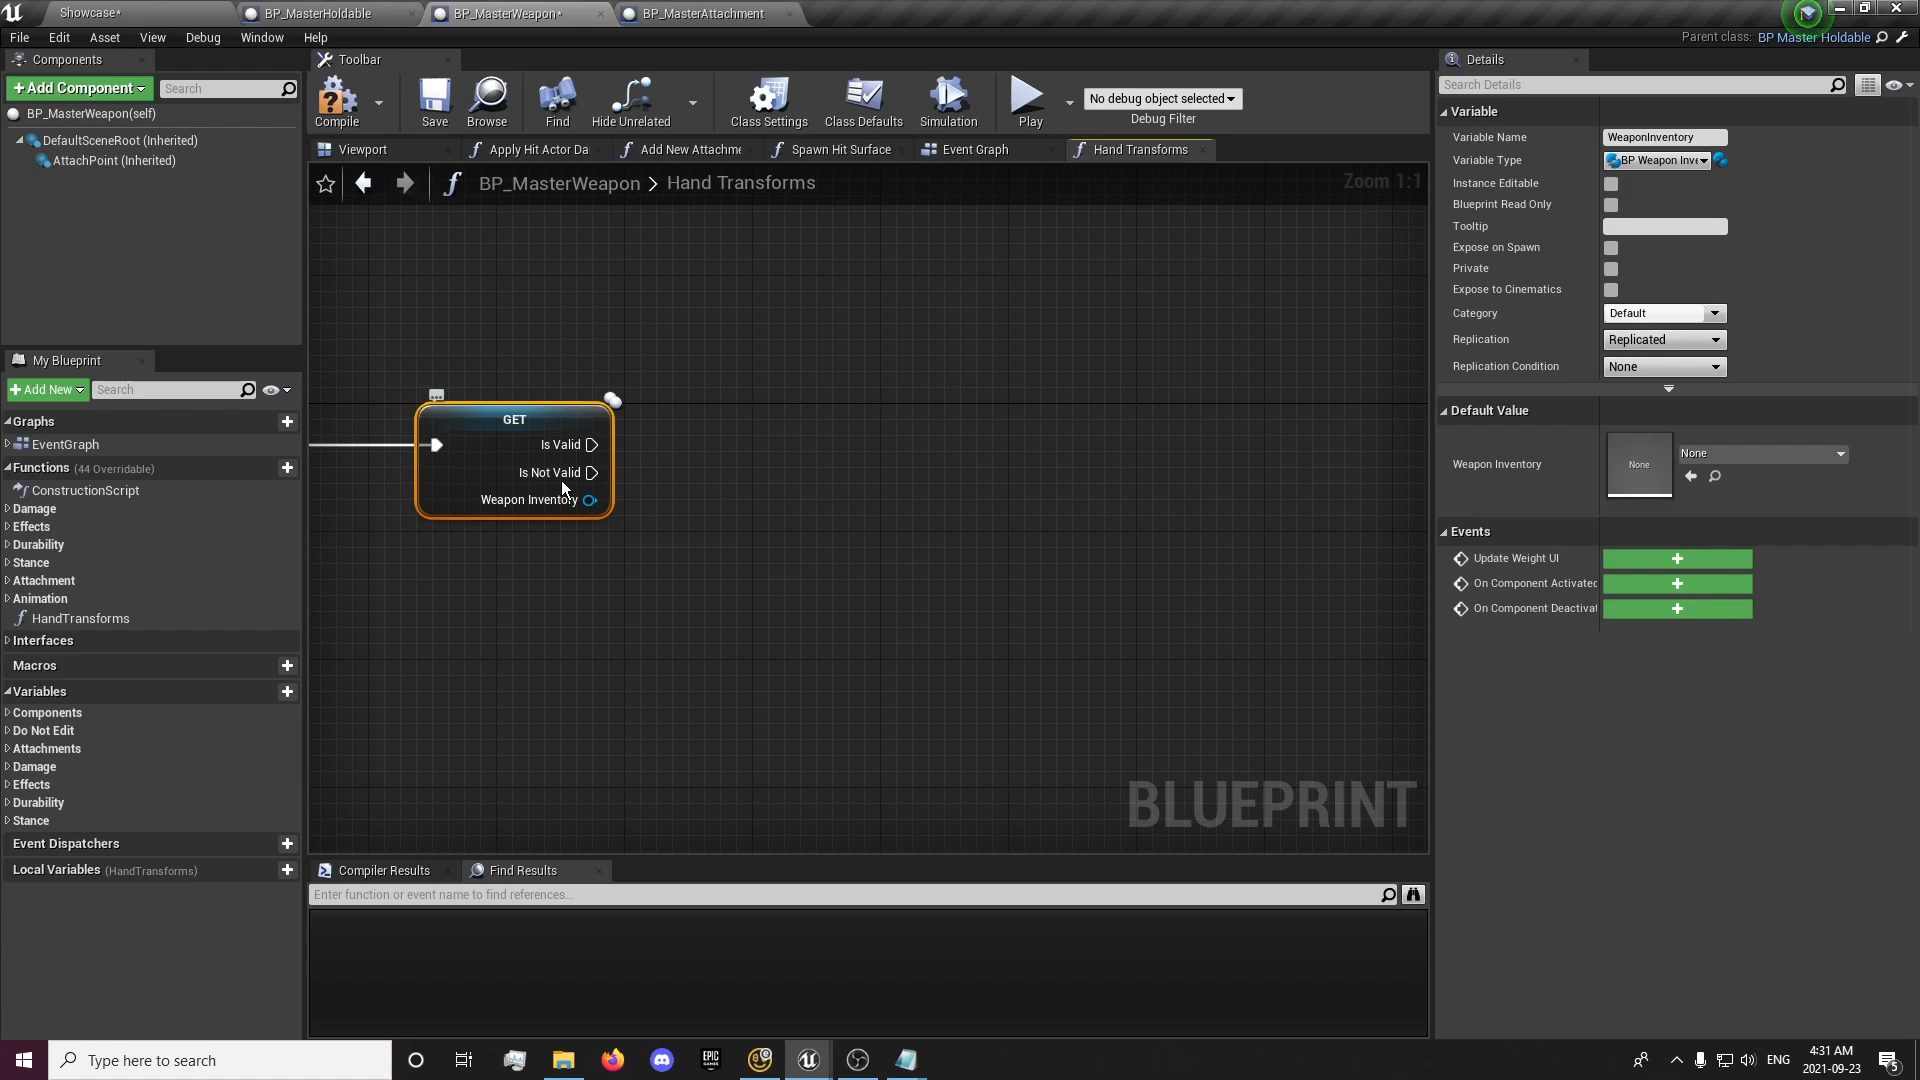 Showcase*
BP_MasterHoldable
BP_MasterWeapon*
BP_MasterAttachment
File Edit Asset View Debug Window Help
Parent class: BP Master Holdable
Components
+Add Component
Search
BP_MasterWeapon(self)
DefaultSceneRoot (Inherited)
AttachPoint (Inherited)
Toolbar
Compile
Save
Browse
Find
Hide Unrelated
Class Settings
Class Defaults
Simulation
Play
No debug object selected
Debug Filter
Viewport
Apply Hit Actor Da
Add New Attachme
Spawn Hit Surface
Event Graph
Hand Transforms
BP_MasterWeapon > Hand Transforms
Zoom 1:1
GET
Is Valid
Is Not Valid
Weapon Inventory
BLUEPRINT
My Blueprint
+Add New
Search
Graphs
EventGraph
Functions (44 Overridable)
ConstructionScript
Damage
Effects
Durability
Stance
Attachment
Animation
HandTransforms
Interfaces
Macros
Variables
Components
Do Not Edit
Attachments
Damage
Effects
Durability
Stance
Event Dispatchers
Local Variables (HandTransforms)
Compiler Results
Find Results
Enter function or event name to find references...
Details
Search Details
Variable
Variable Name WeaponInventory
Variable Type BP Weapon Inve
Instance Editable
Blueprint Read Only
Tooltip
Expose on Spawn
Private
Expose to Cinematics
Category Default
Replication Replicated
Replication Condition None
Default Value
Weapon Inventory None None
Events
Update Weight UI
On Component Activated
On Component Deactivat
Type here to search
EPIC
ENG
4:31 AM
2021-09-23
5